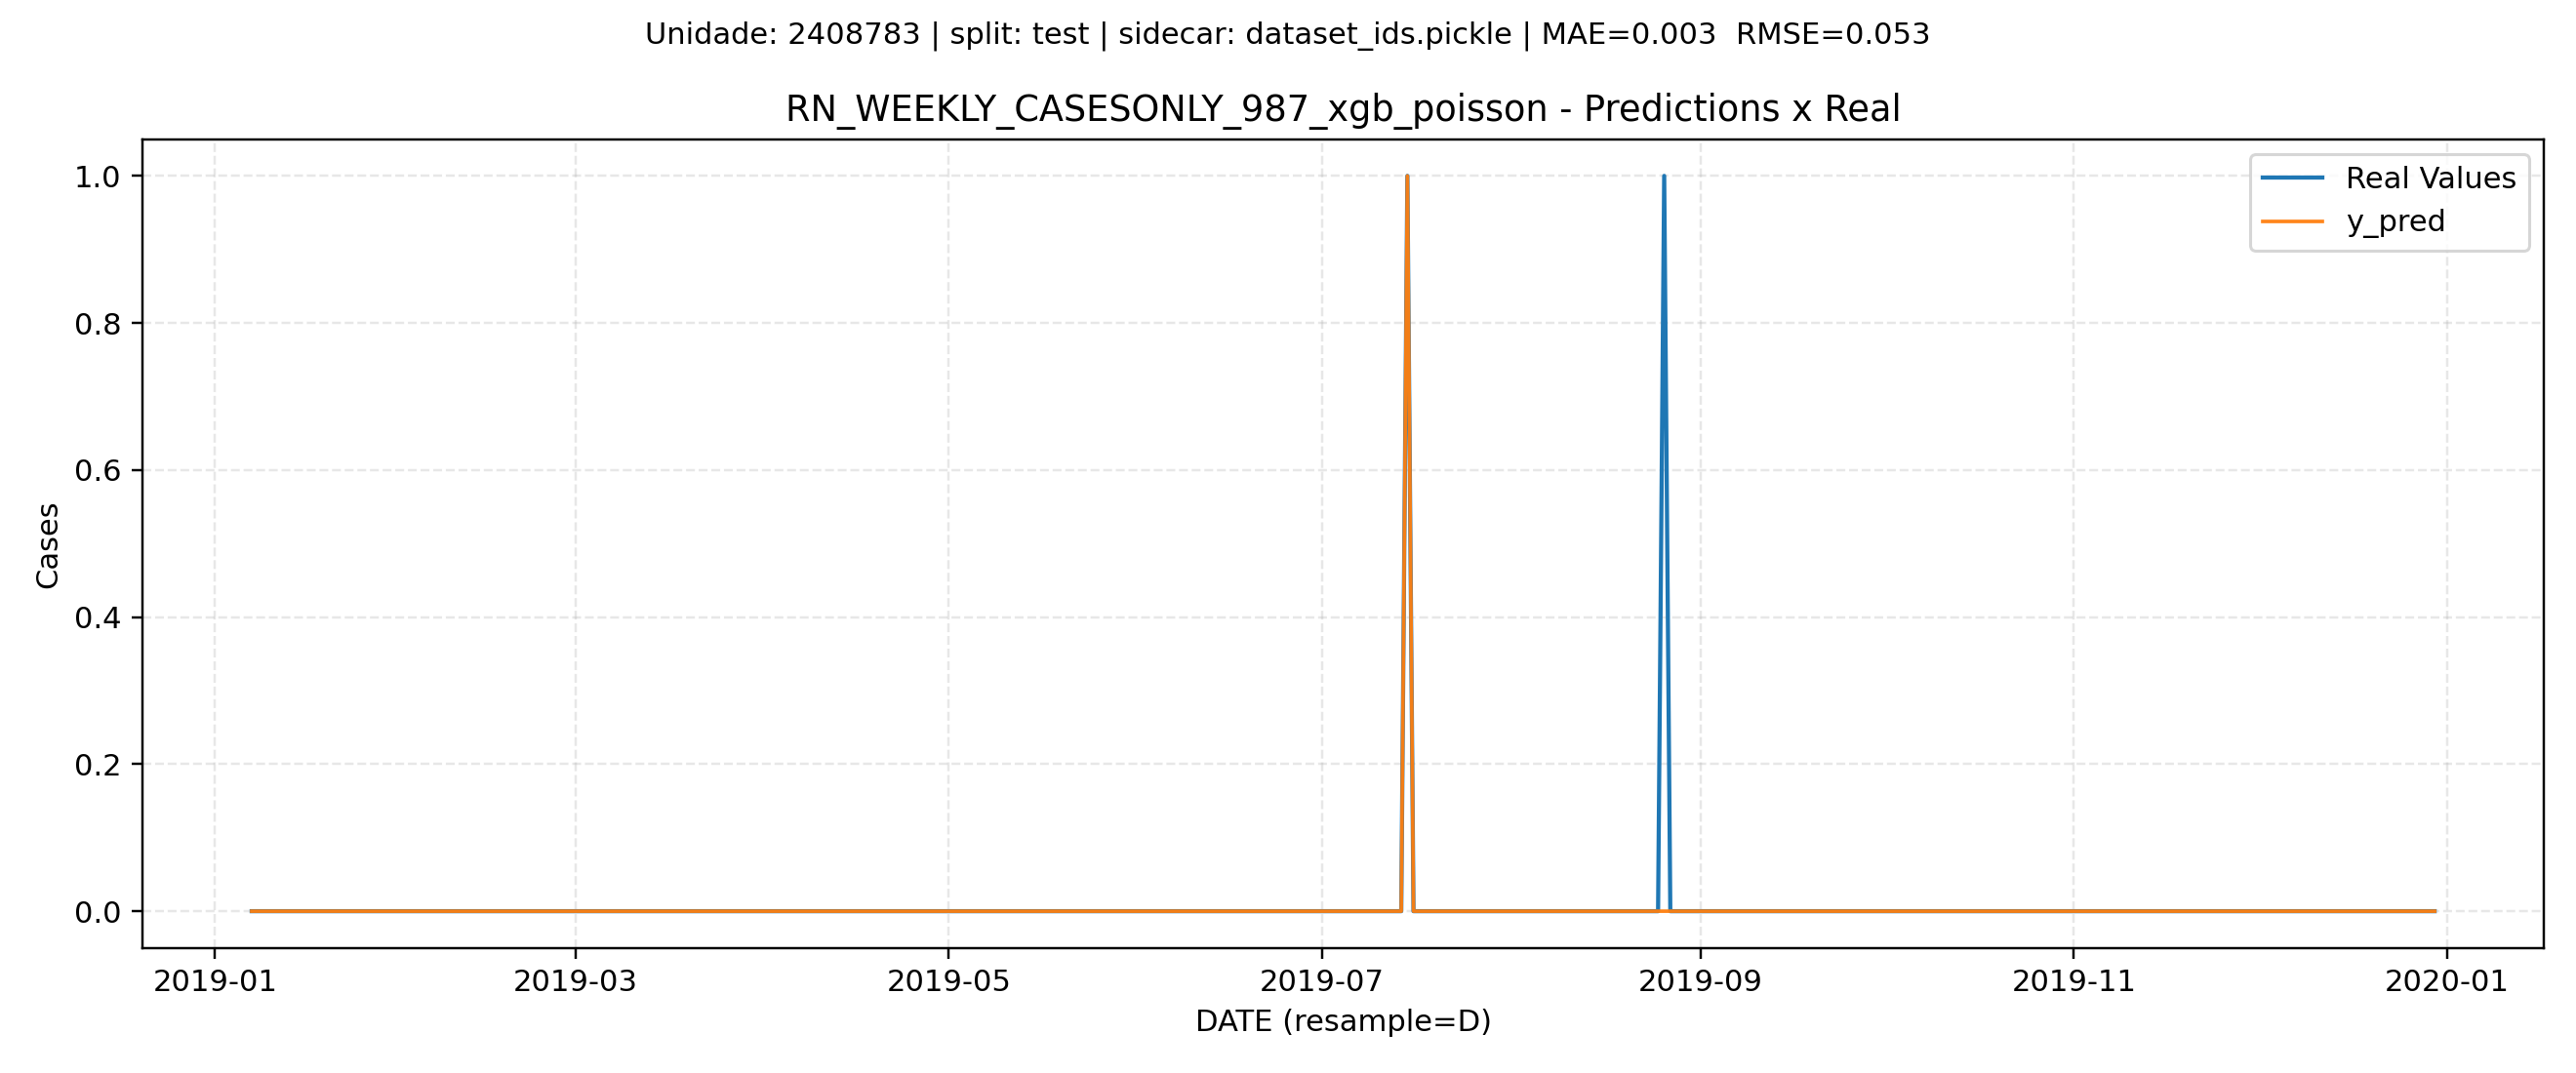 Unidade: 2408783 | split: test | sidecar: dataset_ids.pickle | MAE=0.003  RMSE=0.053
RN_WEEKLY_CASESONLY_987_xgb_poisson - Predictions x Real
Real Values
y_pred
Cases
1.0
0.8
0.6
0.4
0.2
0.0
2019-01
2019-03
2019-05
2019-07
2019-09
2019-11
2020-01
DATE (resample=D)